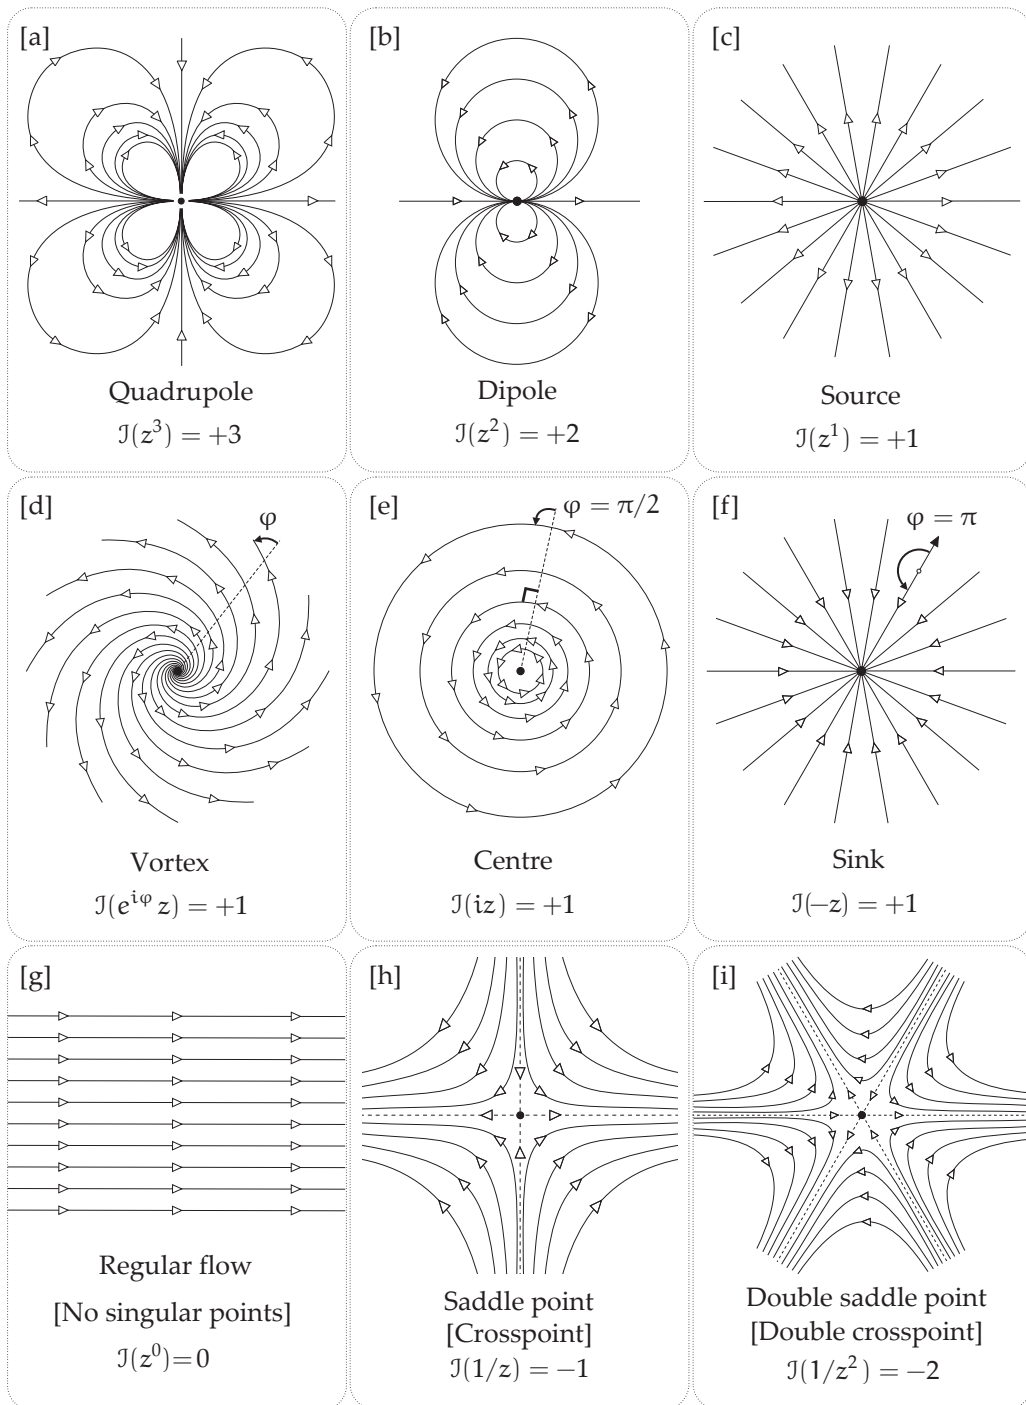 [a]
Quadrupole
ℐ(z³) = +3
[b]
Dipole
ℐ(z²) = +2
[c]
Source
ℐ(z¹) = +1
[d]
φ
Vortex
ℐ(e^{iφ} z) = +1
[e]
φ = π/2
Centre
ℐ(iz) = +1
[f]
φ = π
Sink
ℐ(−z) = +1
[g]
Regular flow
[No singular points]
ℐ(z⁰)=0
[h]
Saddle point
[Crosspoint]
ℐ(1/z) = −1
[i]
Double saddle point
[Double crosspoint]
ℐ(1/z²) = −2